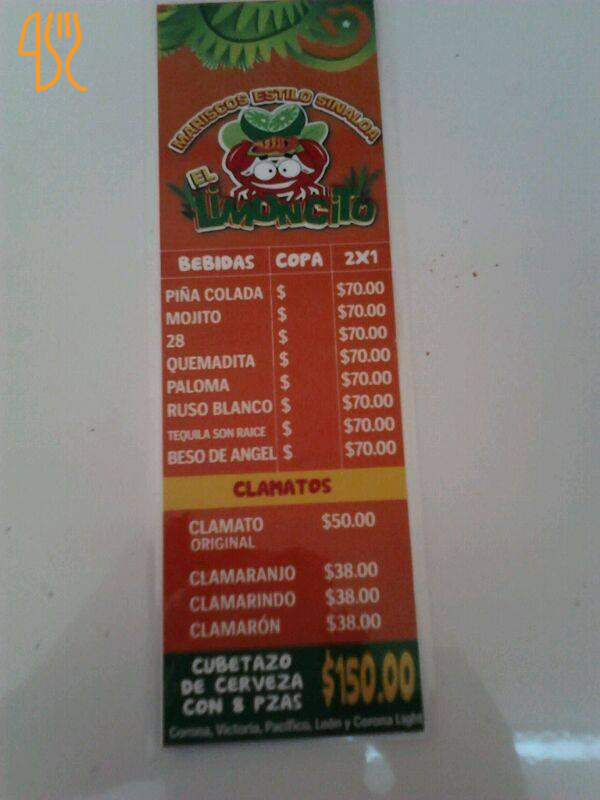 MARISCOS ESTILO SINALOA
EL
LIMONCITO
BEBIDAS COPA 2X1
PIÑA COLADA $ $70.00
MOJITO $ $70.00
28 $ $70.00
QUEMADITA $ $70.00
PALOMA $ $70.00
RUSO BLANCO $ $70.00
TEQUILA SON RAICE $ $70.00
BESO DE ANGEL $ $70.00
CLAMATOS
CLAMATO $50.00
ORIGINAL
CLAMARANJO $38.00
CLAMARINDO $38.00
CLAMARÓN $38.00
CUBETAZO
DE CERVEZA
CON 8 PZAS $150.00
Corona, Victoria, Pacífico, León y Corona Light